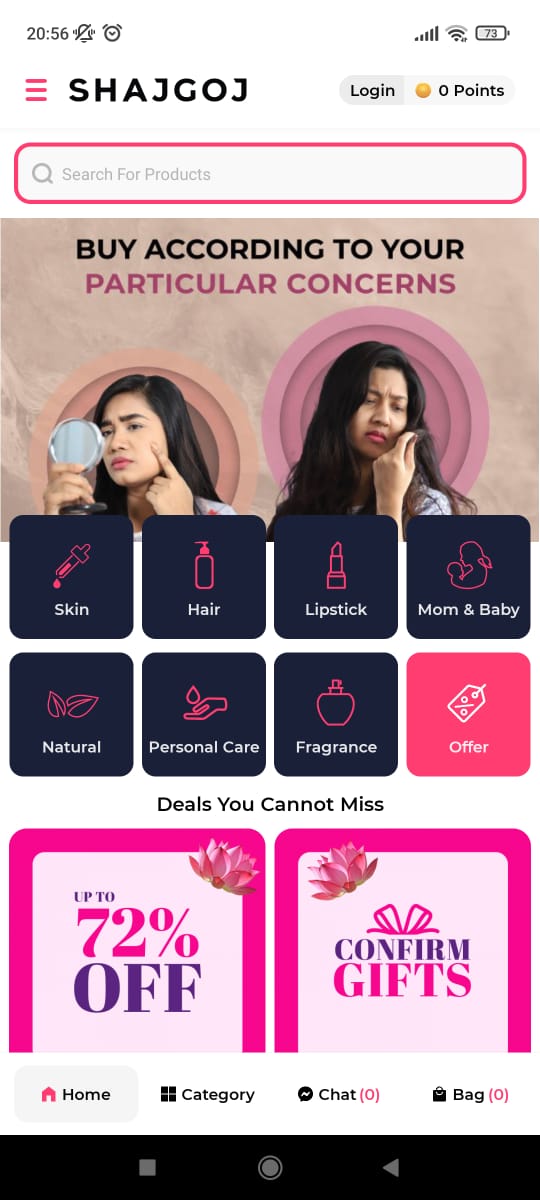 20:56
73
SHAJGOJ
Login
0 Points
Search For Products
BUY ACCORDING TO YOUR
PARTICULAR CONCERNS
Skin
Hair
Lipstick
Mom & Baby
Natural
Personal Care
Fragrance
Offer
Deals You Cannot Miss
UP TO
72%
OFF
CONFIRM
GIFTS
Home
Category
Chat (0)
Bag (0)